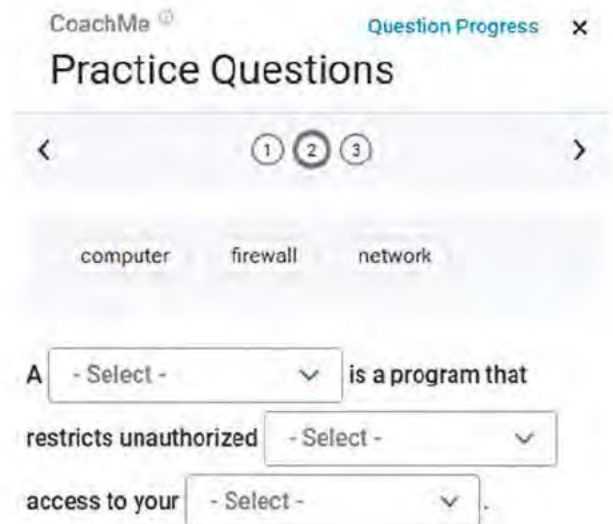 CoachMe
Question Progress
Practice Questions
1 2 3
computer firewall network
A - Select - is a program that
restricts unauthorized - Select -
access to your - Select - .